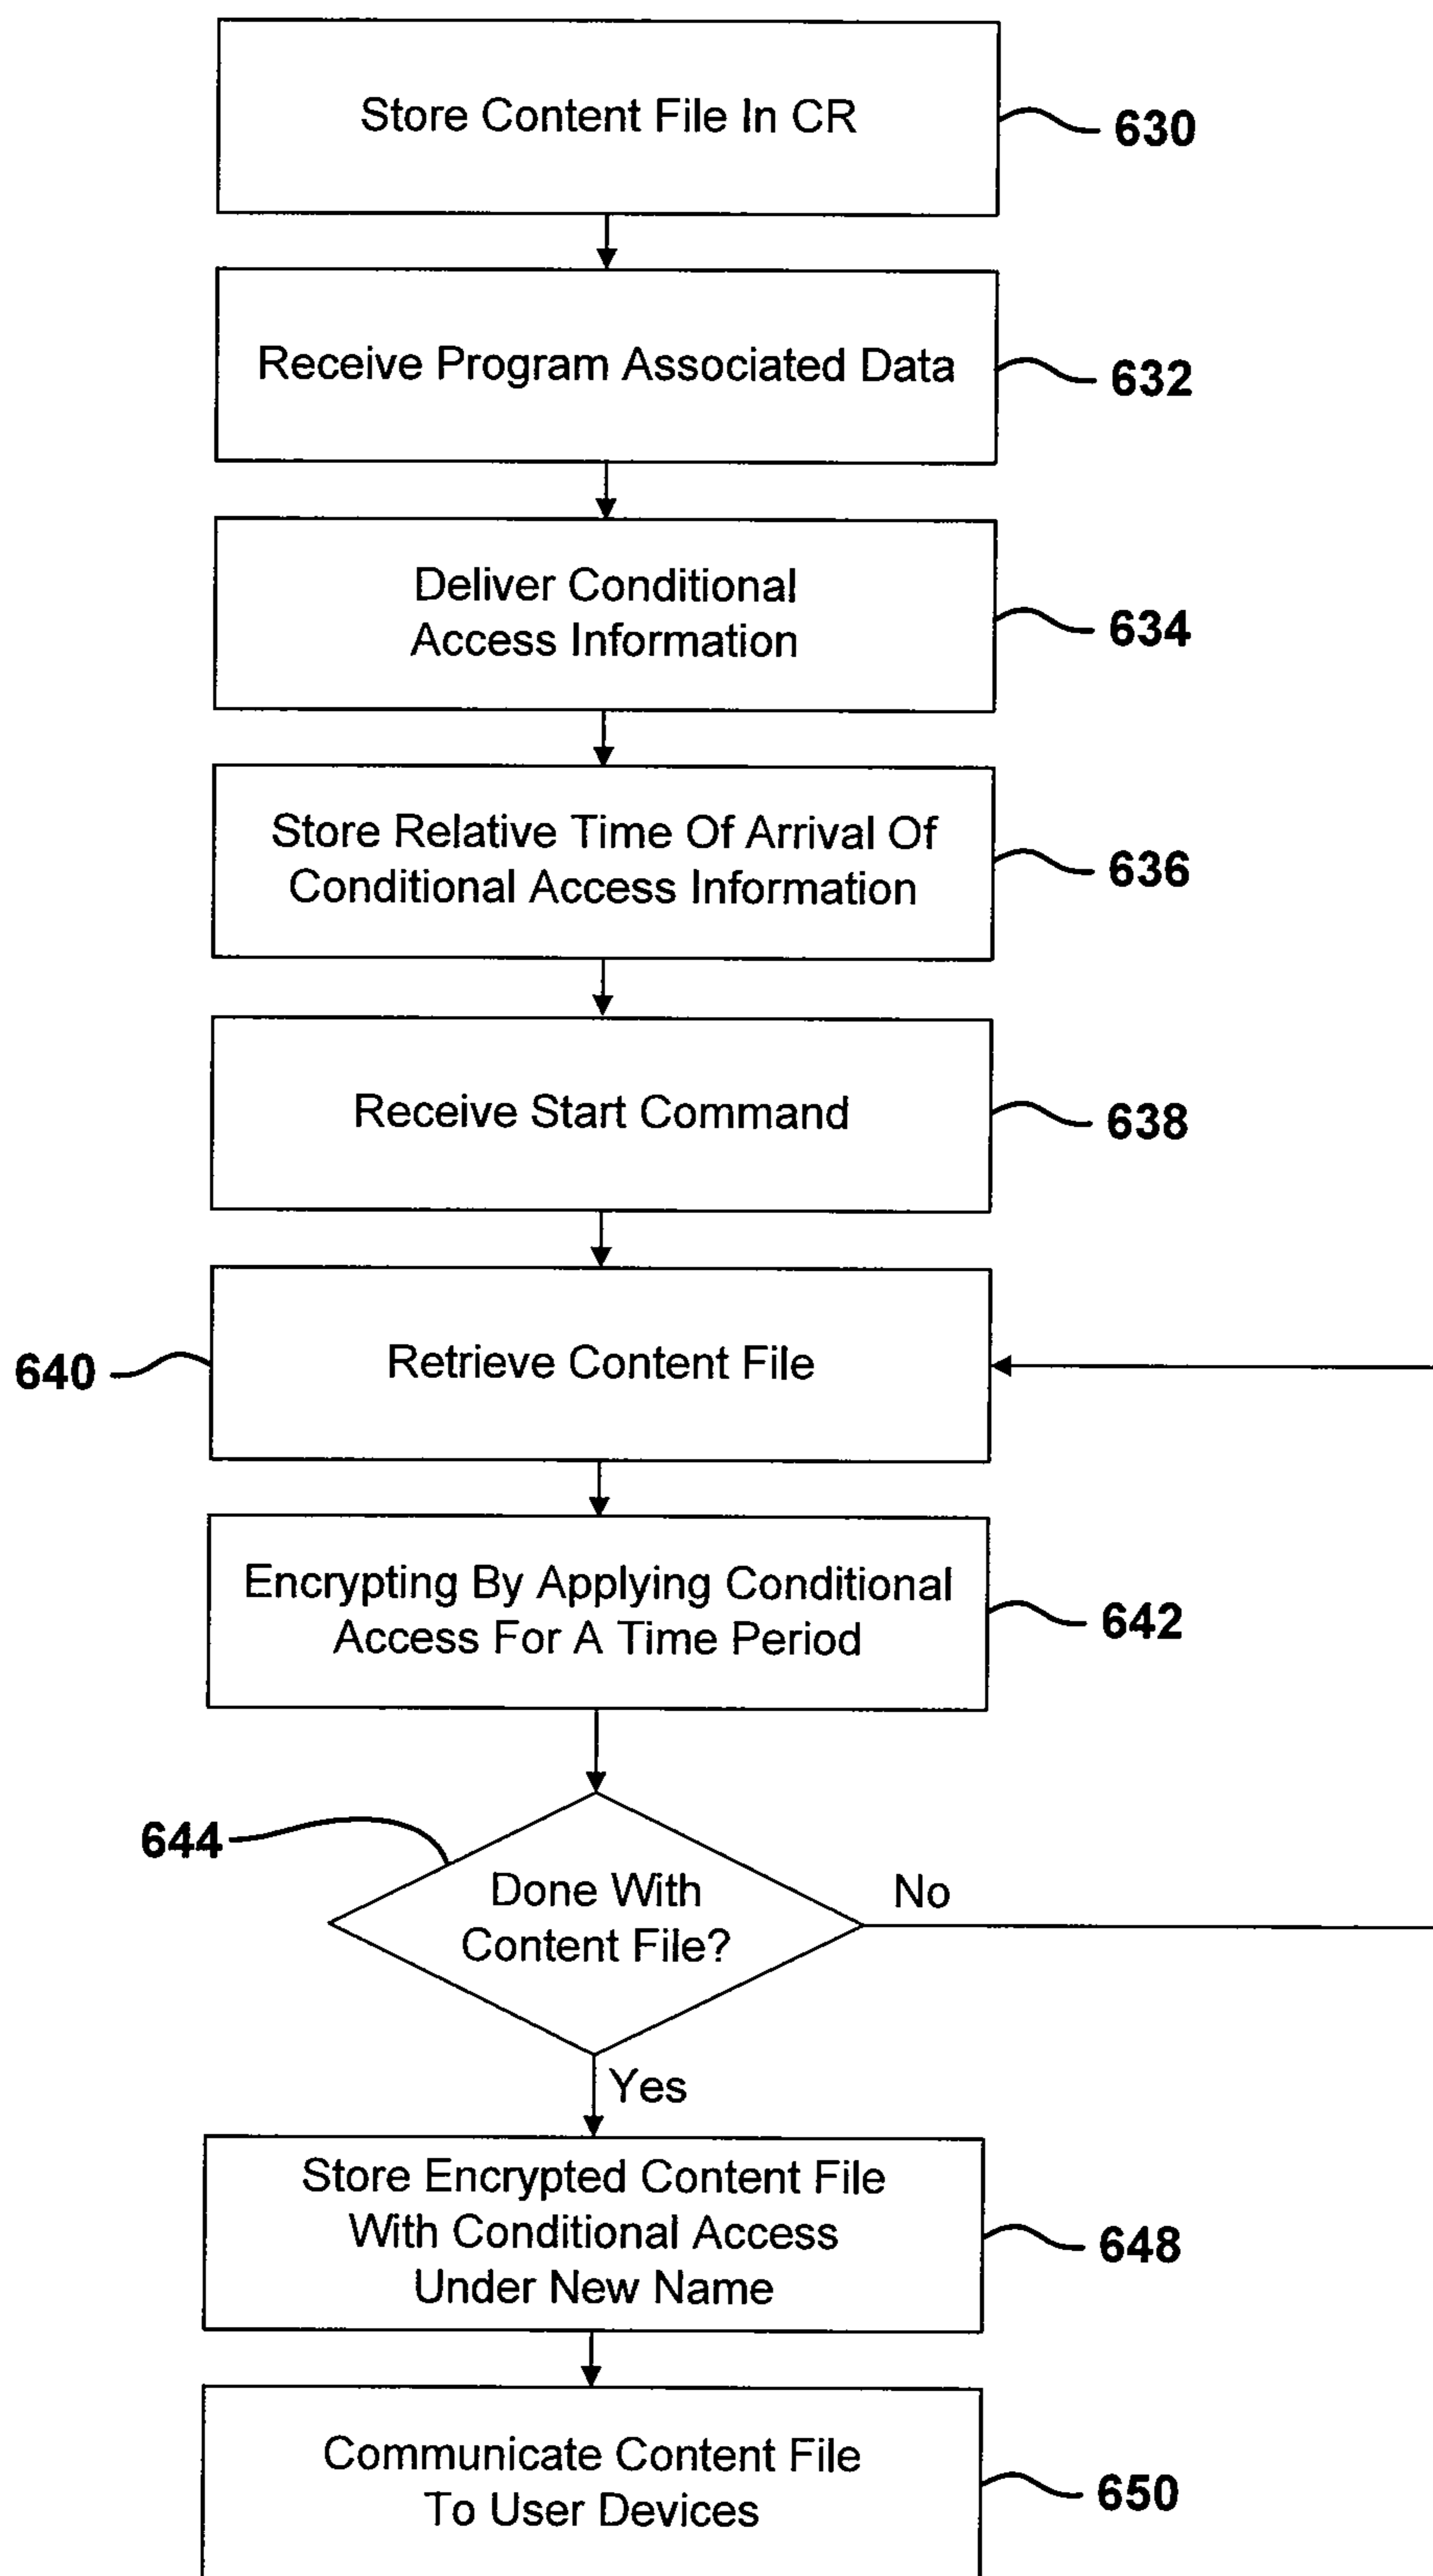 Store Content File In CR
630
Receive Program Associated Data
632
Deliver Conditional
Access Information
634
Store Relative Time Of Arrival Of
Conditional Access Information
636
Receive Start Command
638
640
Retrieve Content File
Encrypting By Applying Conditional
Access For A Time Period
642
644
Done With
Content File?
No
Yes
Store Encrypted Content File
With Conditional Access
Under New Name
648
Communicate Content File
To User Devices
650